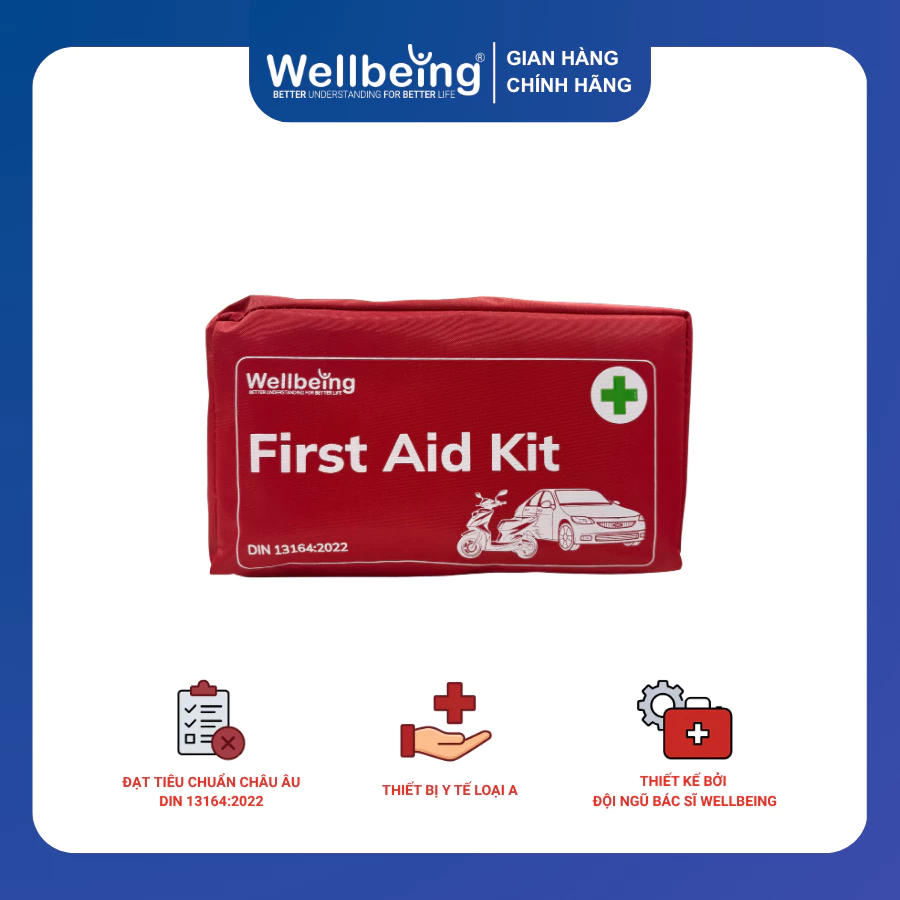 Wellbeing®
BETTER UNDERSTANDING FOR BETTER LIFE
GIAN HÀNG
CHÍNH HÃNG
Wellbeing
BETTER UNDERSTANDING FOR BETTER LIFE
First Aid Kit
DIN 13164:2022
ĐẠT TIÊU CHUẨN CHÂU ÂU
DIN 13164:2022
THIẾT BỊ Y TẾ LOẠI A
THIẾT KẾ BỞI
ĐỘI NGŨ BÁC SĨ WELLBEING